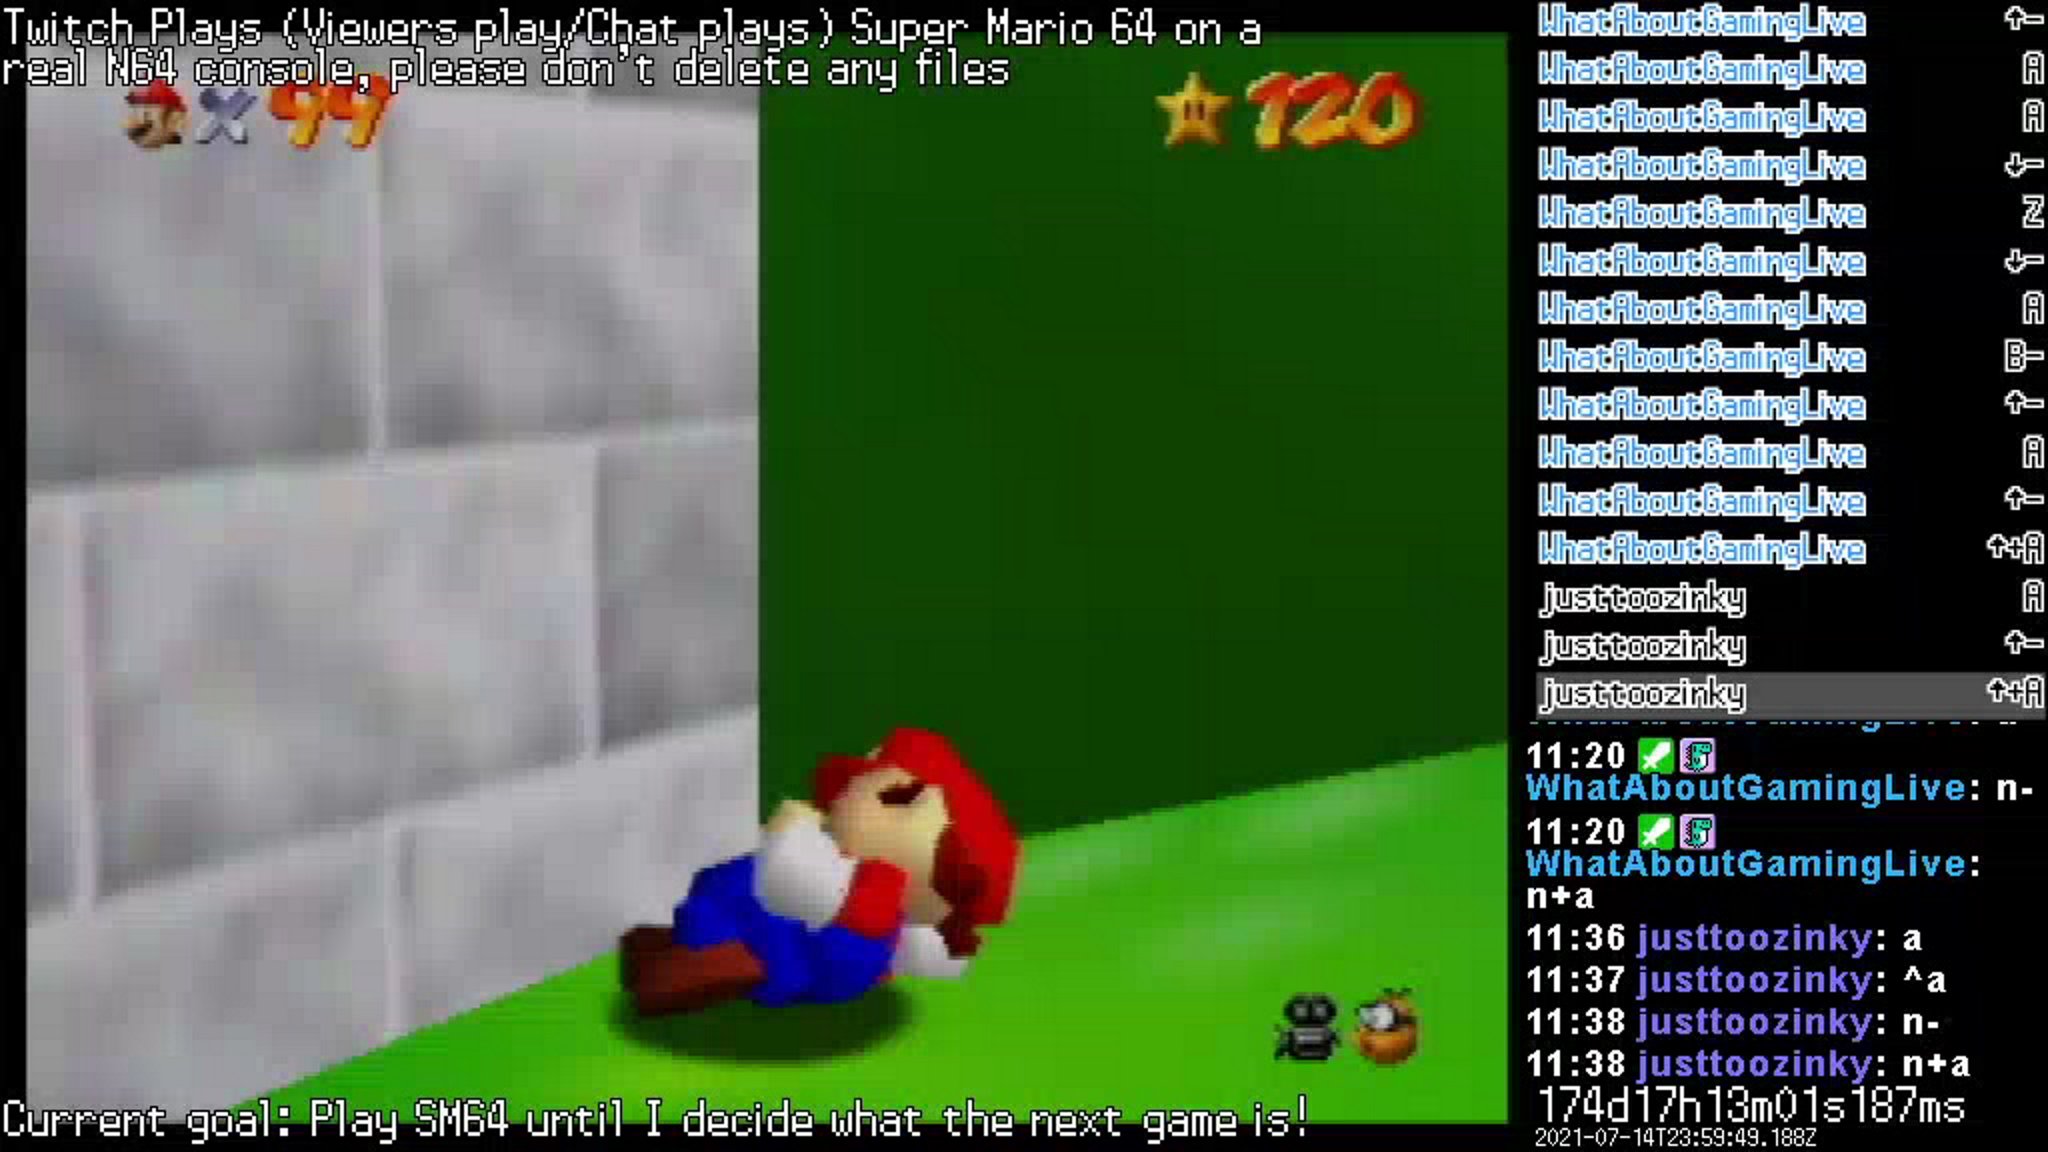 Twitch Plays (Viewers play/Chat plays) Super Mario 64 on a
real N64 console, please don't delete any files
99
120
WhatAboutGamingLive ↑-
WhatAboutGamingLive A
WhatAboutGamingLive A
WhatAboutGamingLive ↓-
WhatAboutGamingLive Z
WhatAboutGamingLive ↓-
WhatAboutGamingLive A
WhatAboutGamingLive B-
WhatAboutGamingLive ↑-
WhatAboutGamingLive A
WhatAboutGamingLive ↑-
WhatAboutGamingLive ↑+A
justtoozinky A
justtoozinky ↑-
justtoozinky ↑+A
11:20
WhatAboutGamingLive: n-
11:20
WhatAboutGamingLive:
n+a
11:36 justtoozinky: a
11:37 justtoozinky: ^a
11:38 justtoozinky: n-
11:38 justtoozinky: n+a
174d17h13m01s187ms
2021-07-14T23:59:49.188Z
Current goal: Play SM64 until I decide what the next game is!